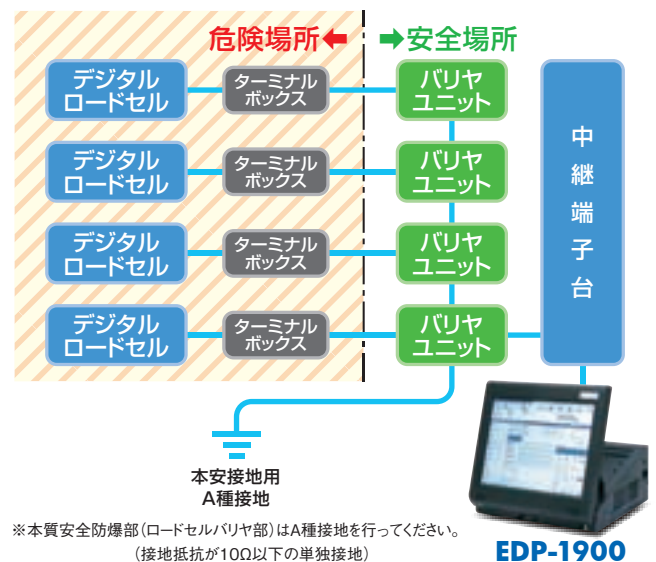 危険場所⬅ ➡安全場所
デジタル
ロードセル
ターミナル
ボックス
バリヤ
ユニット
デジタル
ロードセル
ターミナル
ボックス
バリヤ
ユニット
デジタル
ロードセル
ターミナル
ボックス
バリヤ
ユニット
デジタル
ロードセル
ターミナル
ボックス
バリヤ
ユニット
中継端子台
本安接地用
A種接地
※本質安全防爆部(ロードセルバリヤ部)はA種接地を行ってください。
(接地抵抗が10Ω以下の単独接地)
EDP-1900